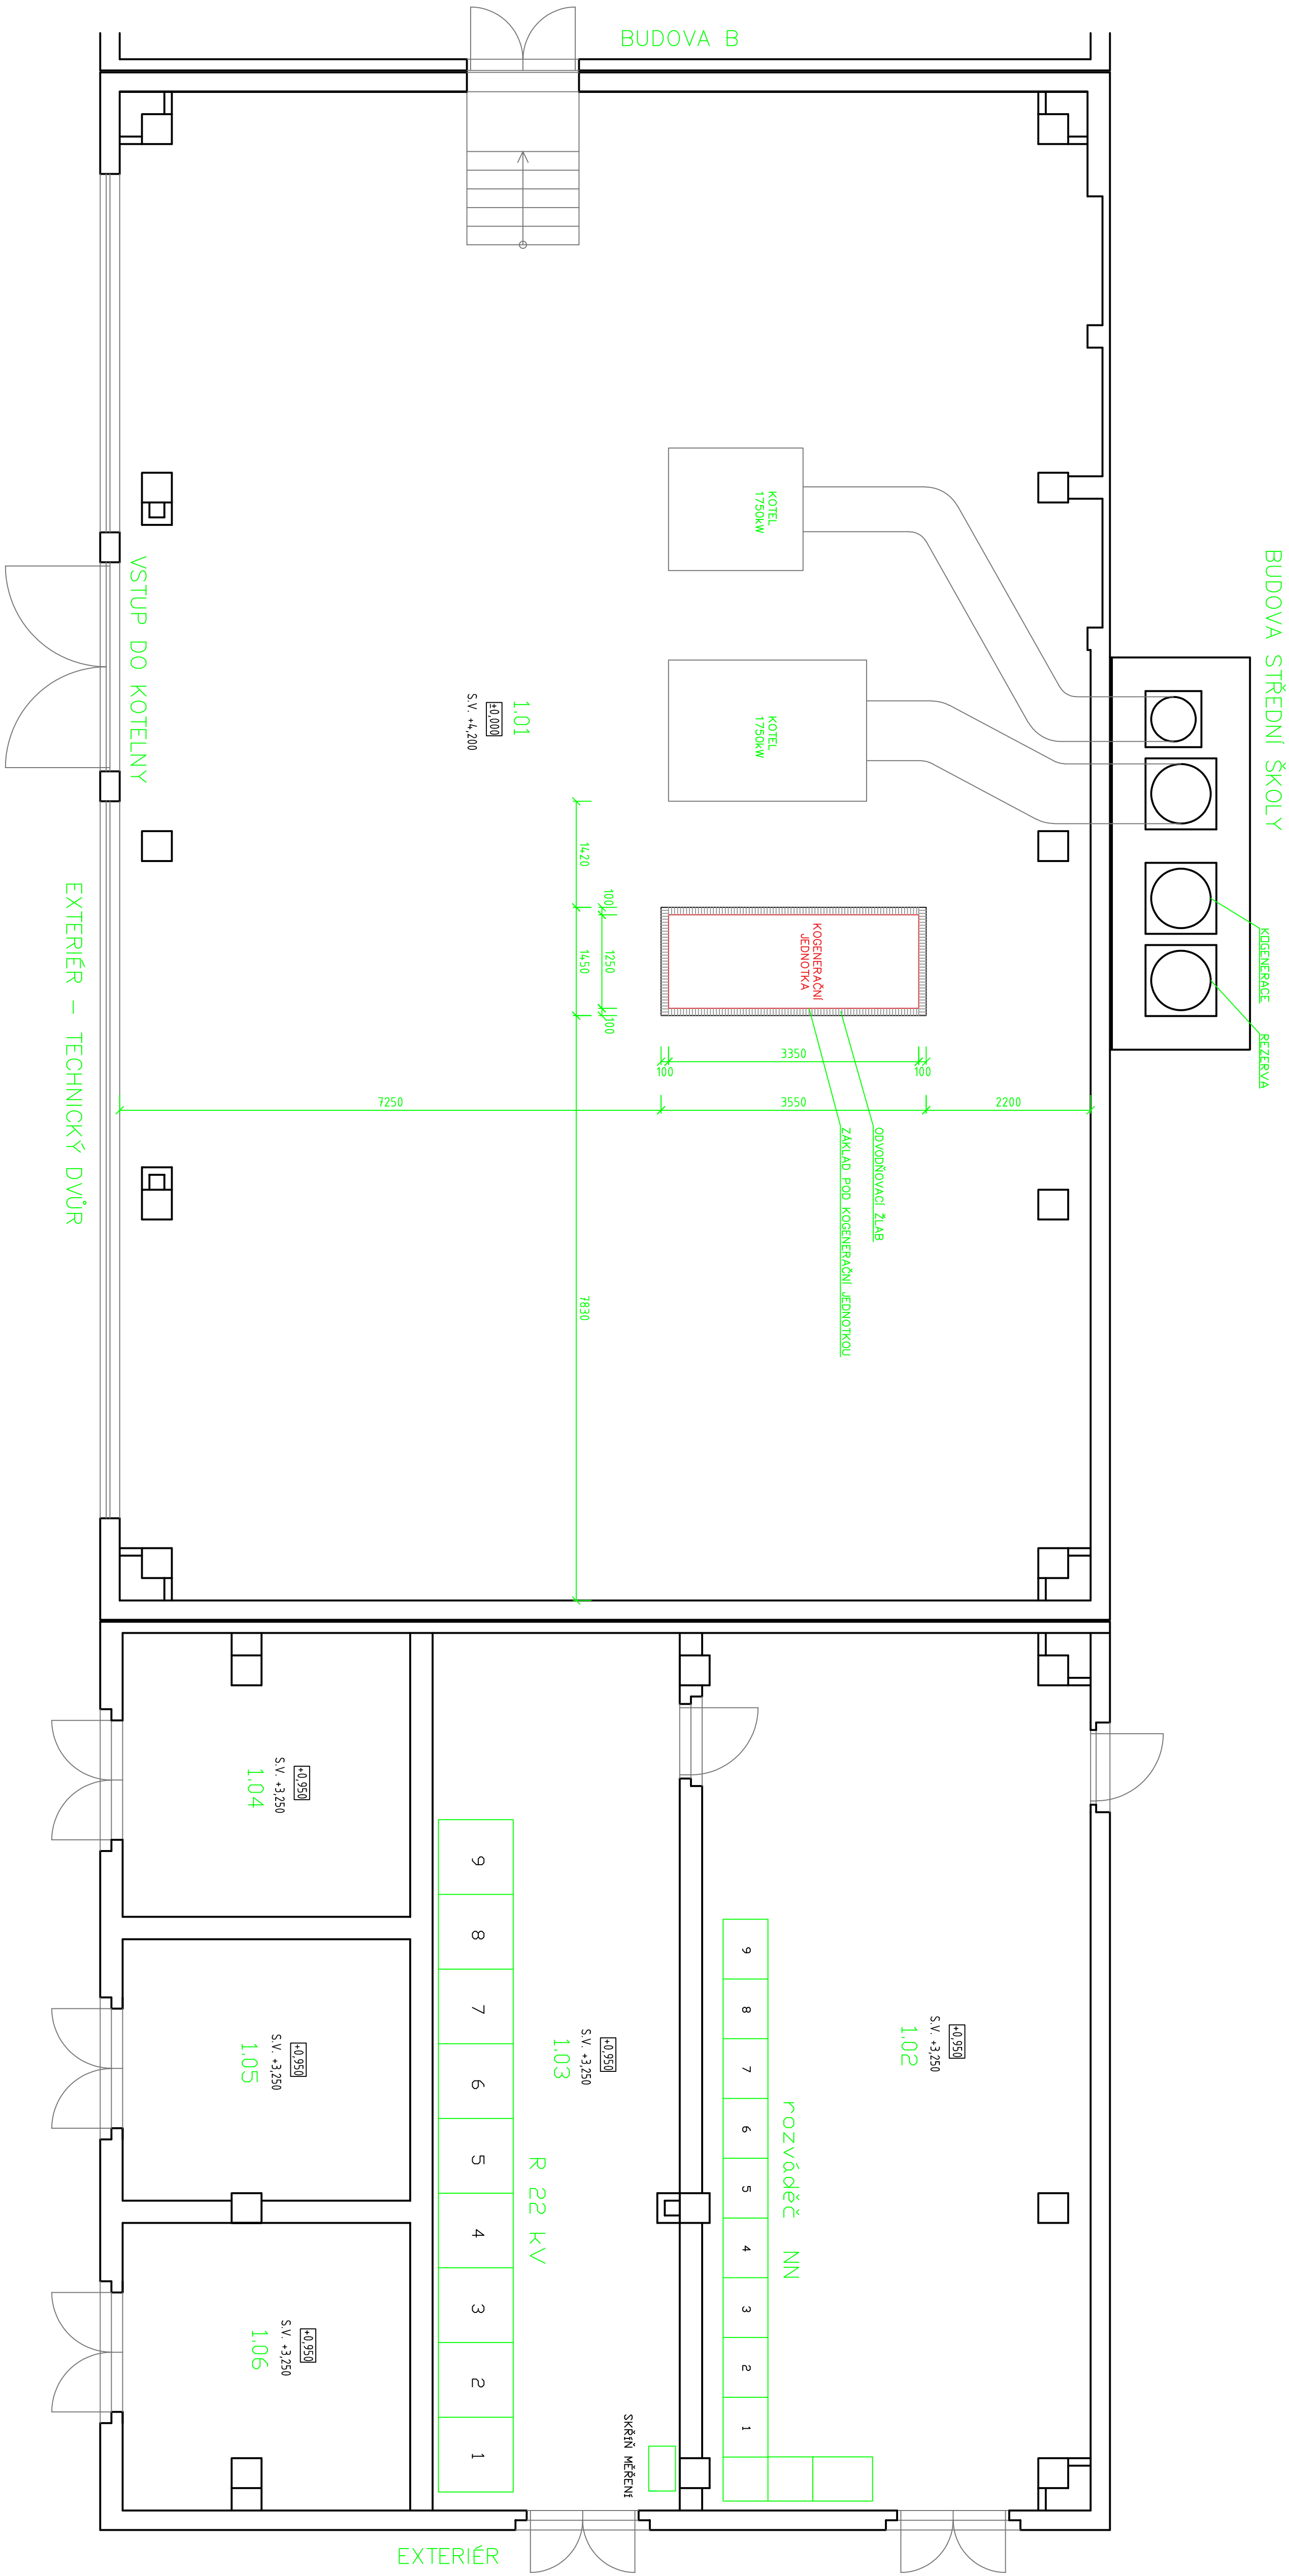 BUDOVA B
BUDOVA STŘEDNÍ ŠKOLY
KOTEL
1750kW
KOTEL
1750kW
VSTUP DO KOTELNY
1.01
±0,000
S.V. +4,200
KOGENERACE
REZERVA
EXTERIÉR - TECHNICKÝ DVŮR
1420
100
1450
1250
100
KOGENERAČNÍ
JEDNOTKA
3350
100
100
7250
3550
2200
ODVODŇOVACÍ ŽLAB
ZÁKLAD POD KOGENERAČNÍ JEDNOTKOU
7830
+0,950
S.V. +3,250
1.04
+0,950
S.V. +3,250
1.05
+0,950
S.V. +3,250
1.06
+0,950
S.V. +3,250
1.03
+0,950
S.V. +3,250
1.02
9
8
7
6
5
4
3
2
1
R 22 kV
9
8
7
6
5
4
3
2
1
rozváděč NN
SKŘÍŇ MĚŘENÍ
EXTERIÉR